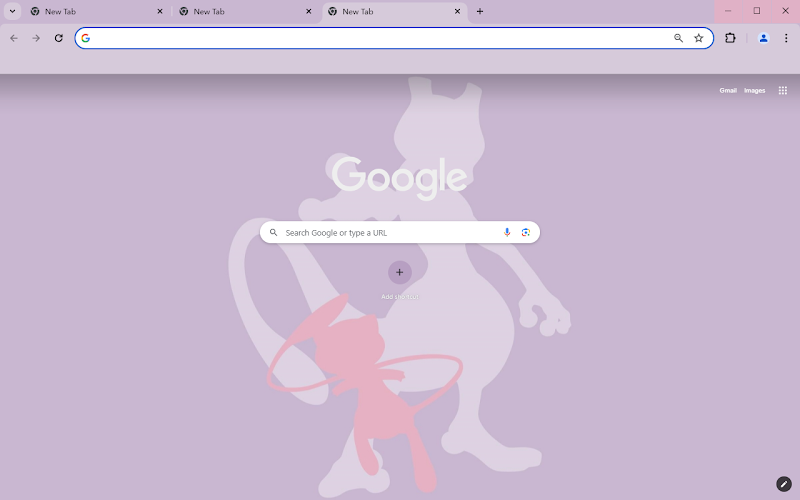 New Tab
New Tab
New Tab
Gmail Images
Google
Search Google or type a URL
Add shortcut